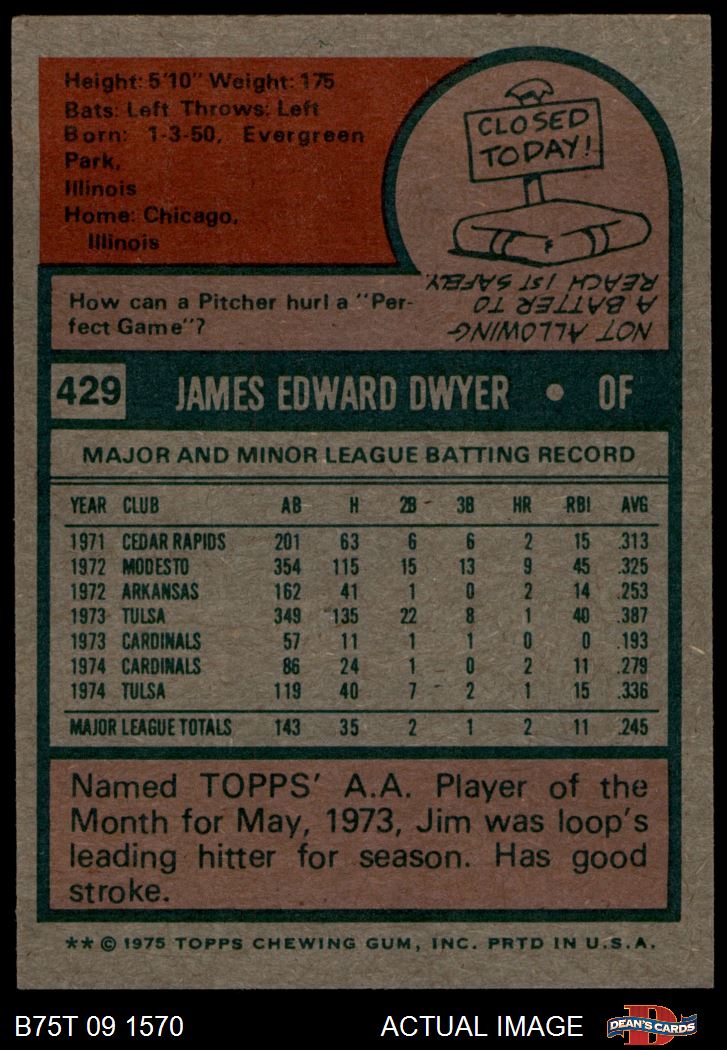 Height: 5'10" Weight: 175
Bats: Left Throws: Left
Born: 1-3-50, Evergreen
Park,
Illinois
Home: Chicago,
Illinois
CLOSED
TODAY!
How can a Pitcher hurl a "Per-
fect Game"?
NOT ALLOWING
A BATTER TO
REACH 1ST SAFELY.
429 JAMES EDWARD DWYER • OF
MAJOR AND MINOR LEAGUE BATTING RECORD
YEAR CLUB AB H 2B 3B HR RBI AVG
1971 CEDAR RAPIDS 201 63 6 6 2 15 .313
1972 MODESTO 354 115 15 13 9 45 .325
1972 ARKANSAS 162 41 1 0 2 14 .253
1973 TULSA 349 135 22 8 1 40 .387
1973 CARDINALS 57 11 1 1 0 0 .193
1974 CARDINALS 86 24 1 0 2 11 .279
1974 TULSA 119 40 7 2 1 15 .336
MAJOR LEAGUE TOTALS 143 35 2 1 2 11 .245
Named TOPPS' A.A. Player of the
Month for May, 1973, Jim was loop's
leading hitter for season. Has good
stroke.
** © 1975 TOPPS CHEWING GUM, INC. PRTD IN U.S.A.
B75T 09 1570 ACTUAL IMAGE D DEAN'S CARDS